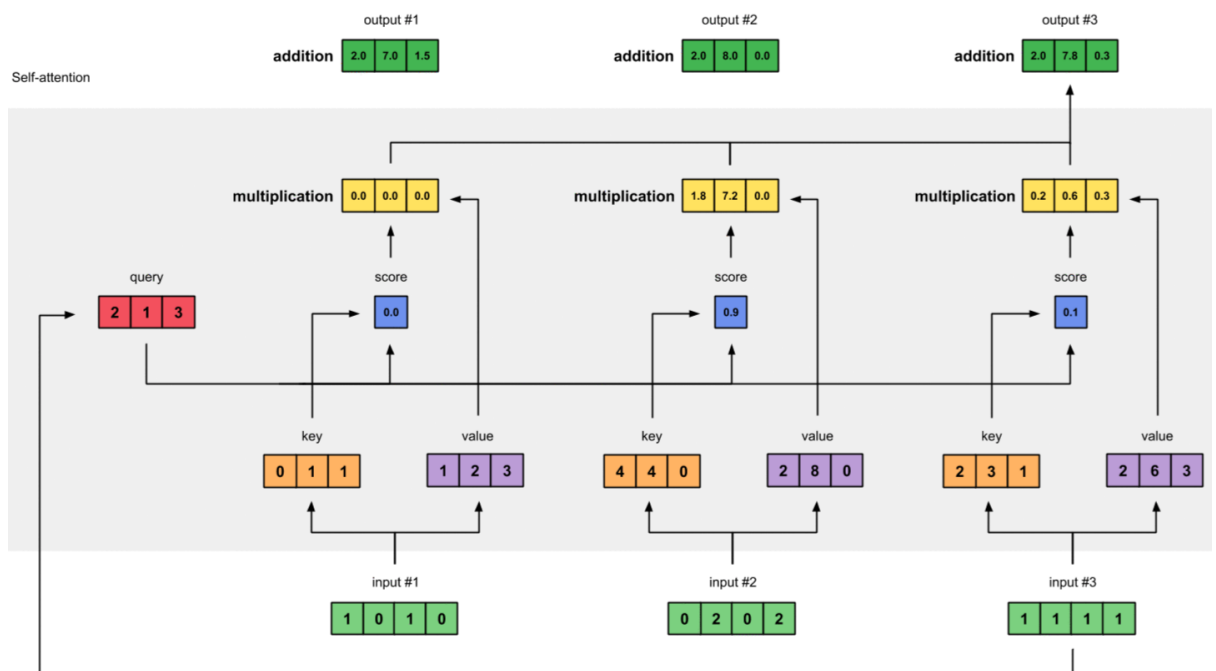 output #1 output #2 output #3
addition 2.0 7.0 1.5 addition 2.0 8.0 0.0 addition 2.0 7.8 0.3
Self-attention
multiplication 0.0 0.0 0.0 multiplication 1.8 7.2 0.0 multiplication 0.2 0.6 0.3
query score score score
2 1 3 0.0 0.9 0.1
key value key value key value
0 1 1 1 2 3 4 4 0 2 8 0 2 3 1 2 6 3
input #1 input #2 input #3
1 0 1 0 0 2 0 2 1 1 1 1